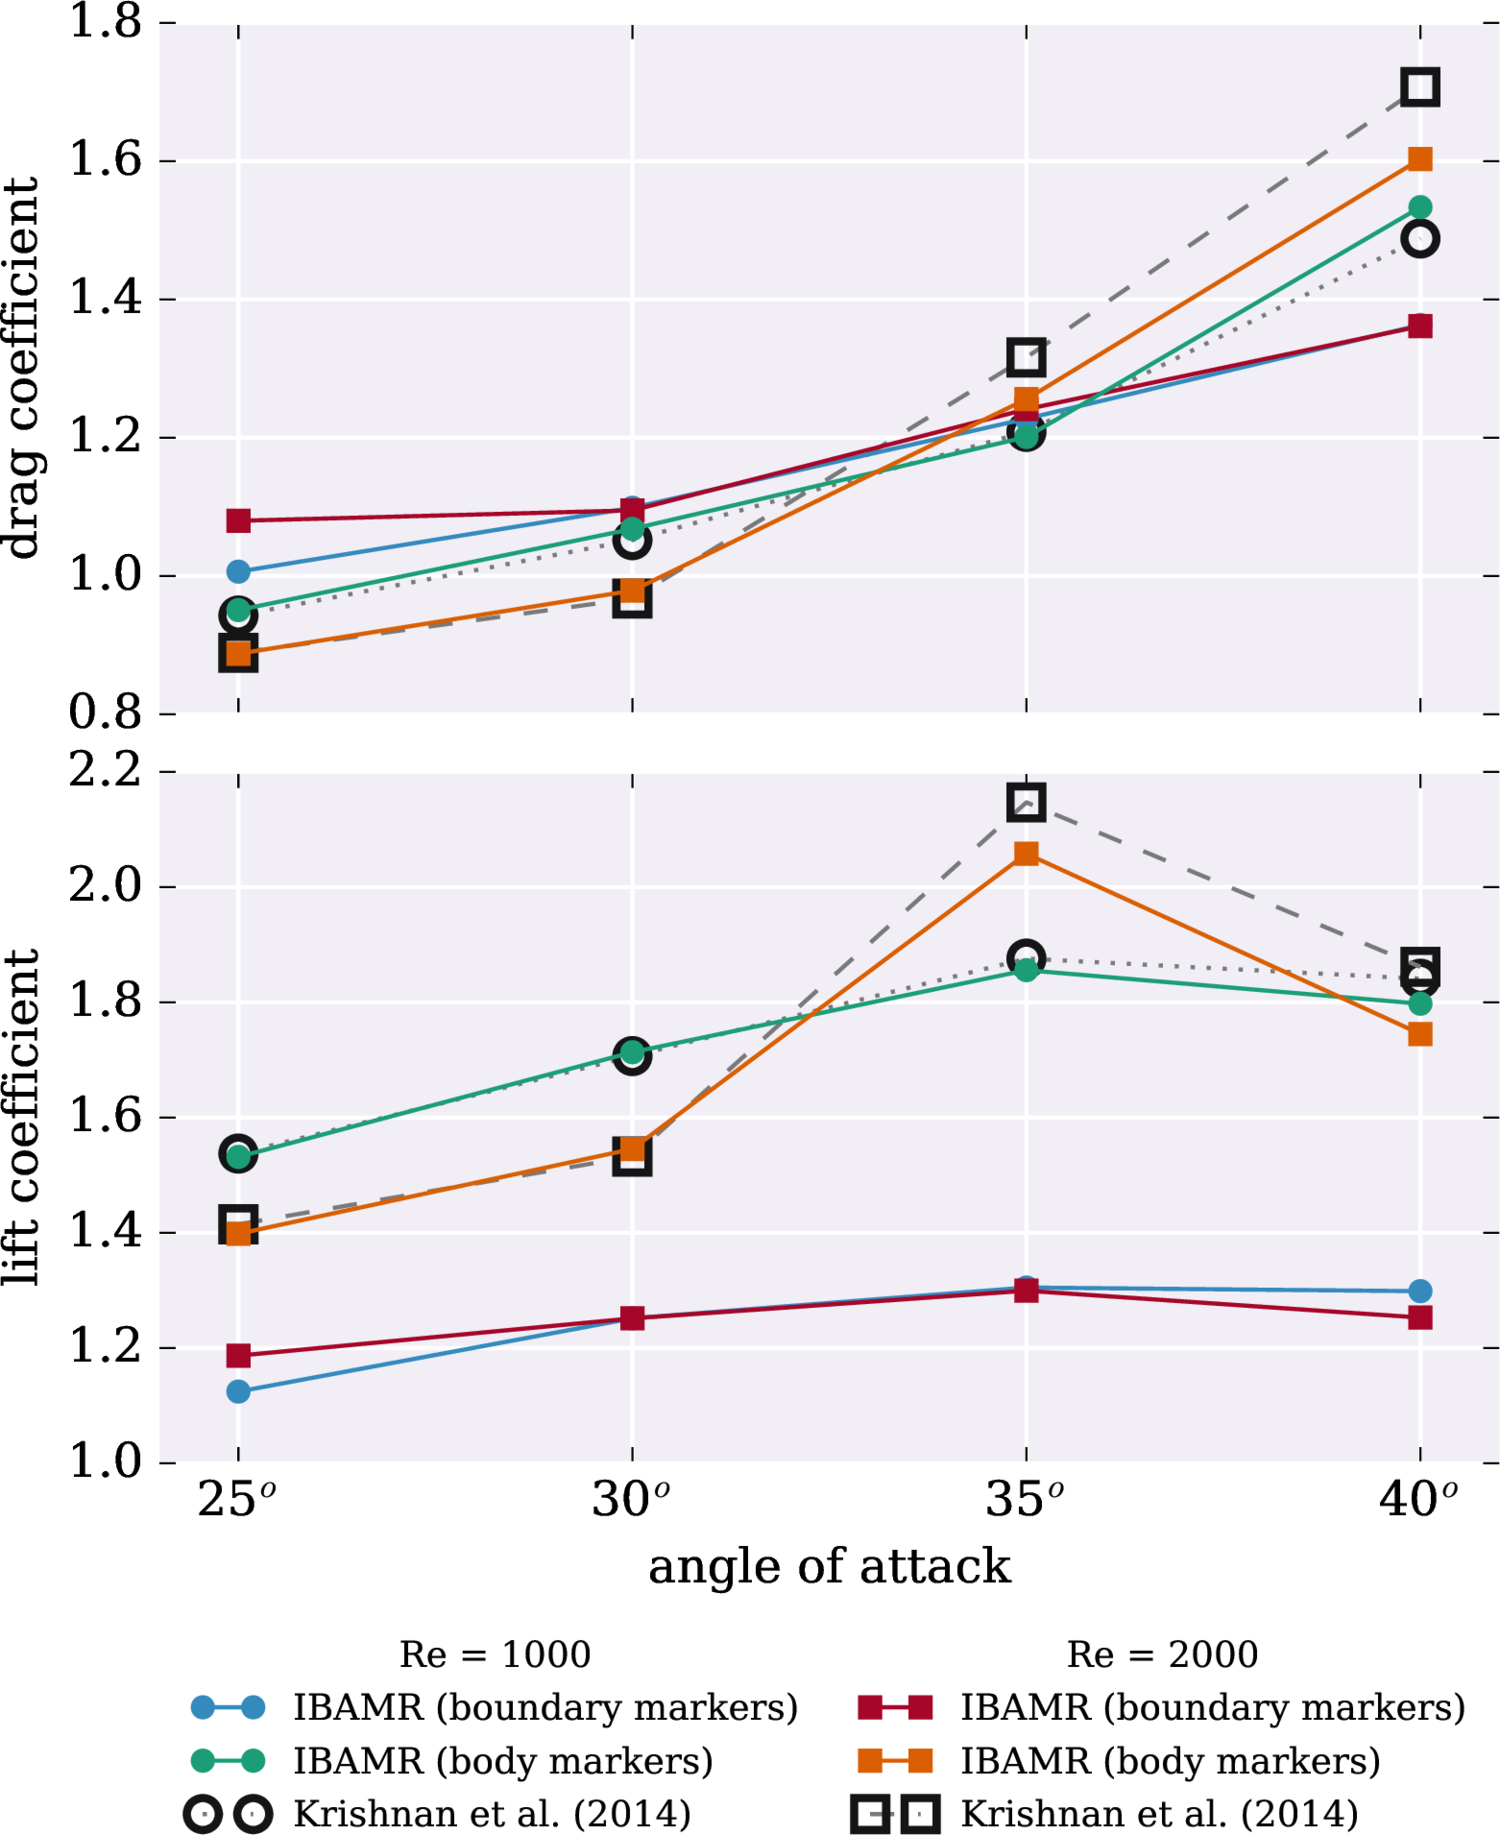 1.8
1.6
1.4
1.2
1.0
0.8
drag coefficient
2.2
2.0
1.8
1.6
1.4
1.2
1.0
lift coefficient
25° 30° 35° 40°
angle of attack
Re = 1000
IBAMR (boundary markers)
IBAMR (body markers)
Krishnan et al. (2014)
Re = 2000
IBAMR (boundary markers)
IBAMR (body markers)
Krishnan et al. (2014)